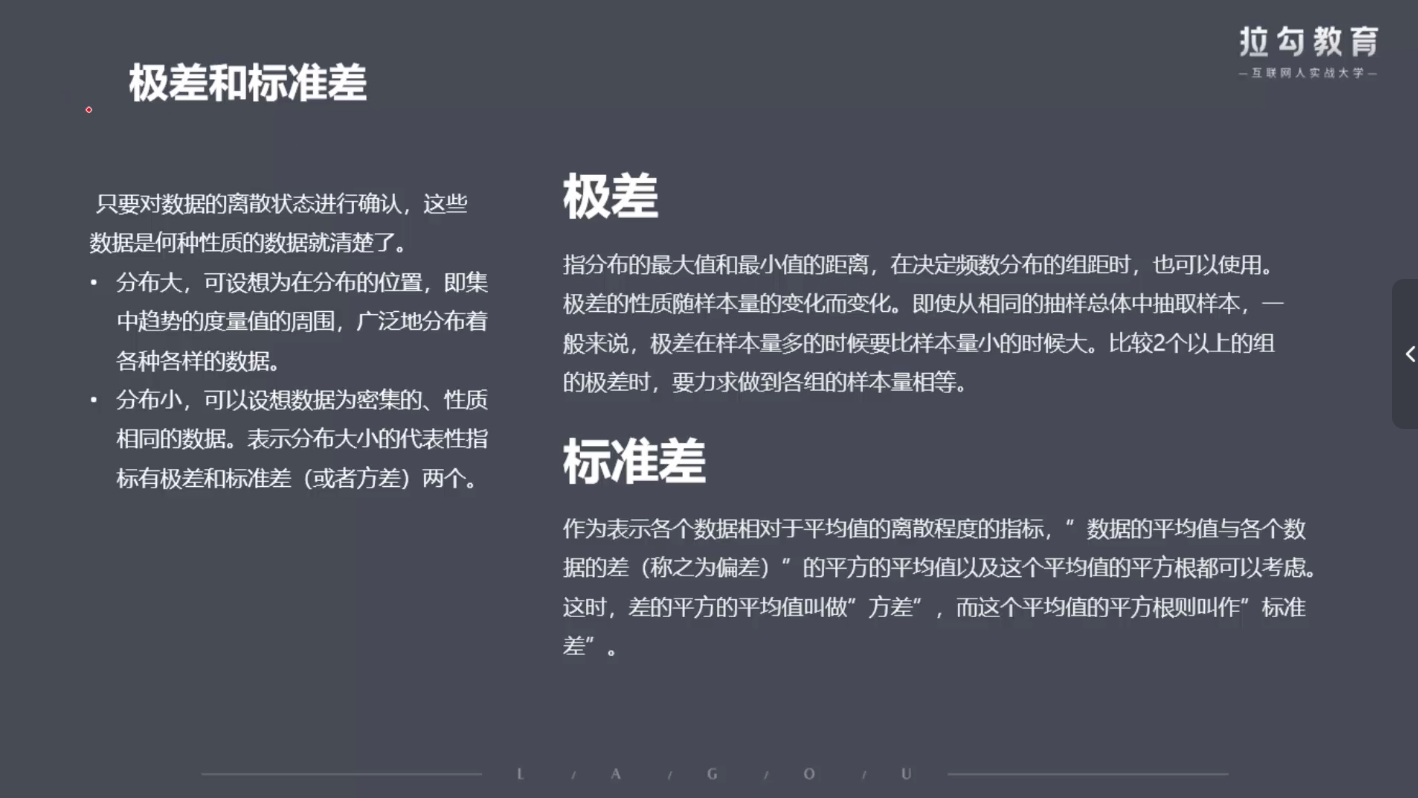 拉勾教育
—互联网人实战大学—
极差和标准差
只要对数据的离散状态进行确认，这些
数据是何种性质的数据就清楚了。
• 分布大，可设想为在分布的位置，即集
中趋势的度量值的周围，广泛地分布着
各种各样的数据。
• 分布小，可以设想数据为密集的、性质
相同的数据。表示分布大小的代表性指
标有极差和标准差（或者方差）两个。
极差
指分布的最大值和最小值的距离，在决定频数分布的组距时，也可以使用。
极差的性质随样本量的变化而变化。即使从相同的抽样总体中抽取样本，一
般来说，极差在样本量多的时候要比样本量小的时候大。比较2个以上的组
的极差时，要力求做到各组的样本量相等。
标准差
作为表示各个数据相对于平均值的离散程度的指标，”数据的平均值与各个数
据的差（称之为偏差）”的平方的平均值以及这个平均值的平方根都可以考虑。
这时，差的平方的平均值叫做”方差”，而这个平均值的平方根则叫作”标准
差”。
L / A / G / O / U